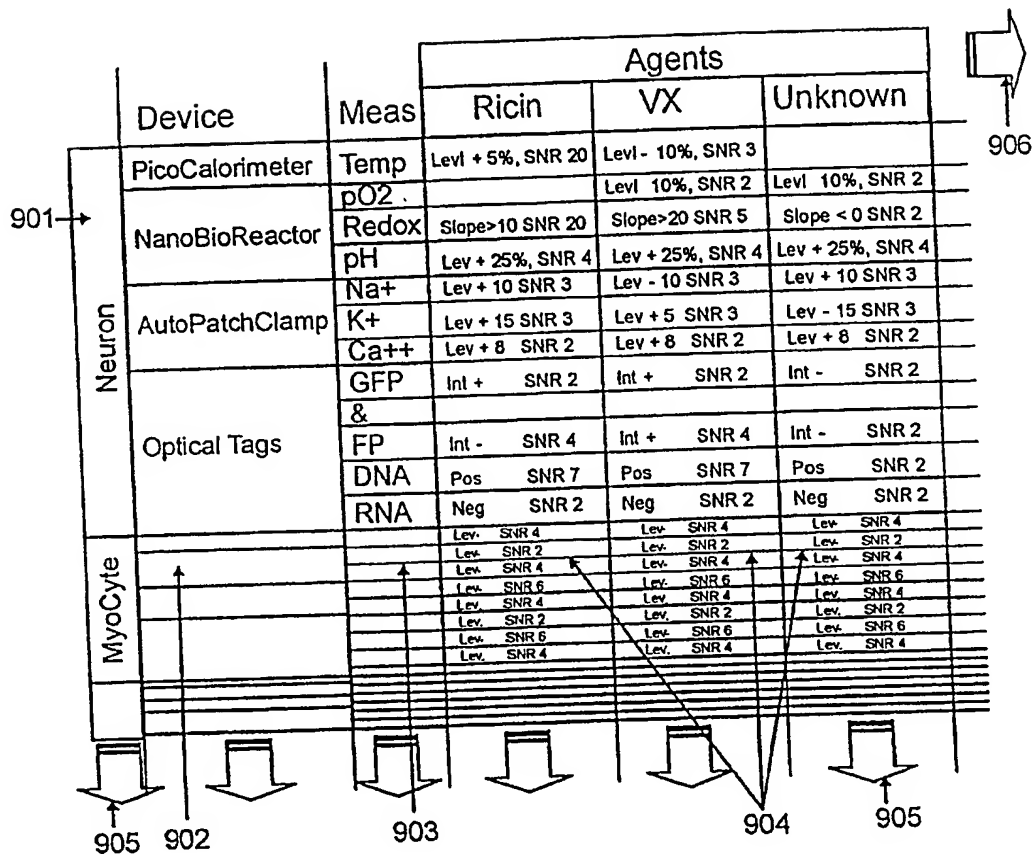 Agents
Device Meas Ricin VX Unknown
906
901
Neuron
PicoCalorimeter Temp Levl + 5%, SNR 20 Levl - 10%, SNR 3
pO2 Levl 10%, SNR 2 Levl 10%, SNR 2
NanoBioReactor Redox Slope>10 SNR 20 Slope>20 SNR 5 Slope < 0 SNR 2
pH Lev + 25%, SNR 4 Lev + 25%, SNR 4 Lev + 25%, SNR 4
Na+ Lev + 10 SNR 3 Lev - 10 SNR 3 Lev + 10 SNR 3
AutoPatchClamp K+ Lev + 15 SNR 3 Lev + 5 SNR 3 Lev - 15 SNR 3
Ca++ Lev + 8 SNR 2 Lev + 8 SNR 2 Lev + 8 SNR 2
GFP Int + SNR 2 Int + SNR 2 Int - SNR 2
&
Optical Tags FP Int - SNR 4 Int + SNR 4 Int - SNR 2
DNA Pos SNR 7 Pos SNR 7 Pos SNR 2
RNA Neg SNR 2 Neg SNR 2 Neg SNR 2
MyoCyte
Lev- SNR 4 Lev- SNR 4 Lev- SNR 4
Lev- SNR 2 Lev- SNR 2 Lev- SNR 2
Lev- SNR 4 Lev- SNR 4 Lev- SNR 4
Lev- SNR 6 Lev- SNR 6 Lev- SNR 6
Lev. SNR 4 Lev. SNR 4 Lev. SNR 4
Lev. SNR 2 Lev. SNR 2 Lev. SNR 2
Lev- SNR 6 Lev- SNR 6 Lev- SNR 6
Lev. SNR 4 Lev. SNR 4 Lev. SNR 4
905 902 903 904 905